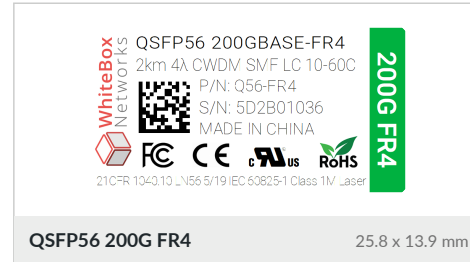 WhiteBox
Networks
QSFP56 200GBASE-FR4
2km 4λ CWDM SMF LC 10-60C
P/N: Q56-FR4
S/N: 5D2B01036
MADE IN CHINA
FC CE c RU US RoHS
21CFR 1040.10 LN56 5/19 IEC 60825-1 Class 1M Laser
200G FR4
QSFP56 200G FR4
25.8 x 13.9 mm